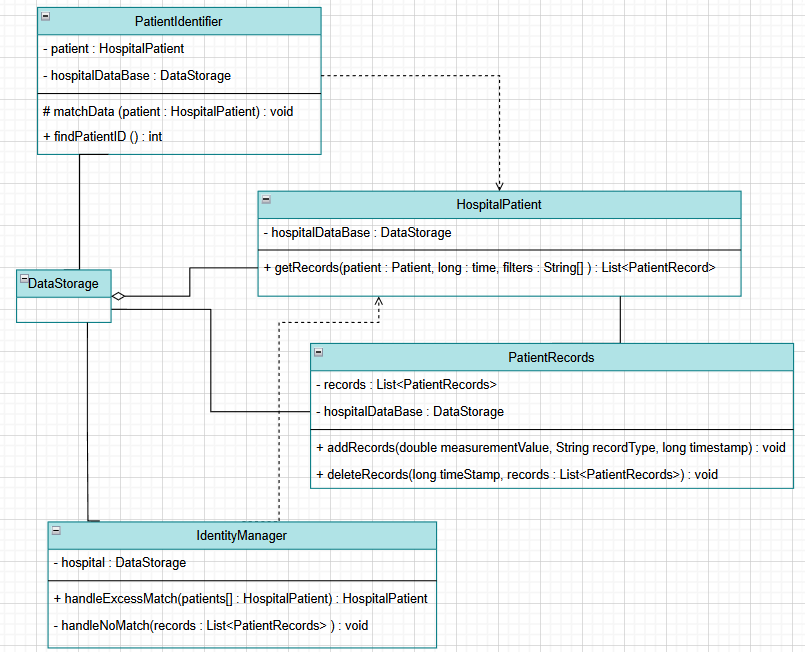 PatientIdentifier
- patient : HospitalPatient
- hospitalDataBase : DataStorage
# matchData (patient : HospitalPatient) : void
+ findPatientID () : int
HospitalPatient
- hospitalDataBase : DataStorage
+ getRecords(patient : Patient, long : time, filters : String[] ) : List<PatientRecord>
DataStorage
PatientRecords
- records : List<PatientRecords>
- hospitalDataBase : DataStorage
+ addRecords(double measurementValue, String recordType, long timestamp) : void
+ deleteRecords(long timeStamp, records : List<PatientRecords>) : void
IdentityManager
- hospital : DataStorage
+ handleExcessMatch(patients[] : HospitalPatient) : HospitalPatient
- handleNoMatch(records : List<PatientRecords> ) : void